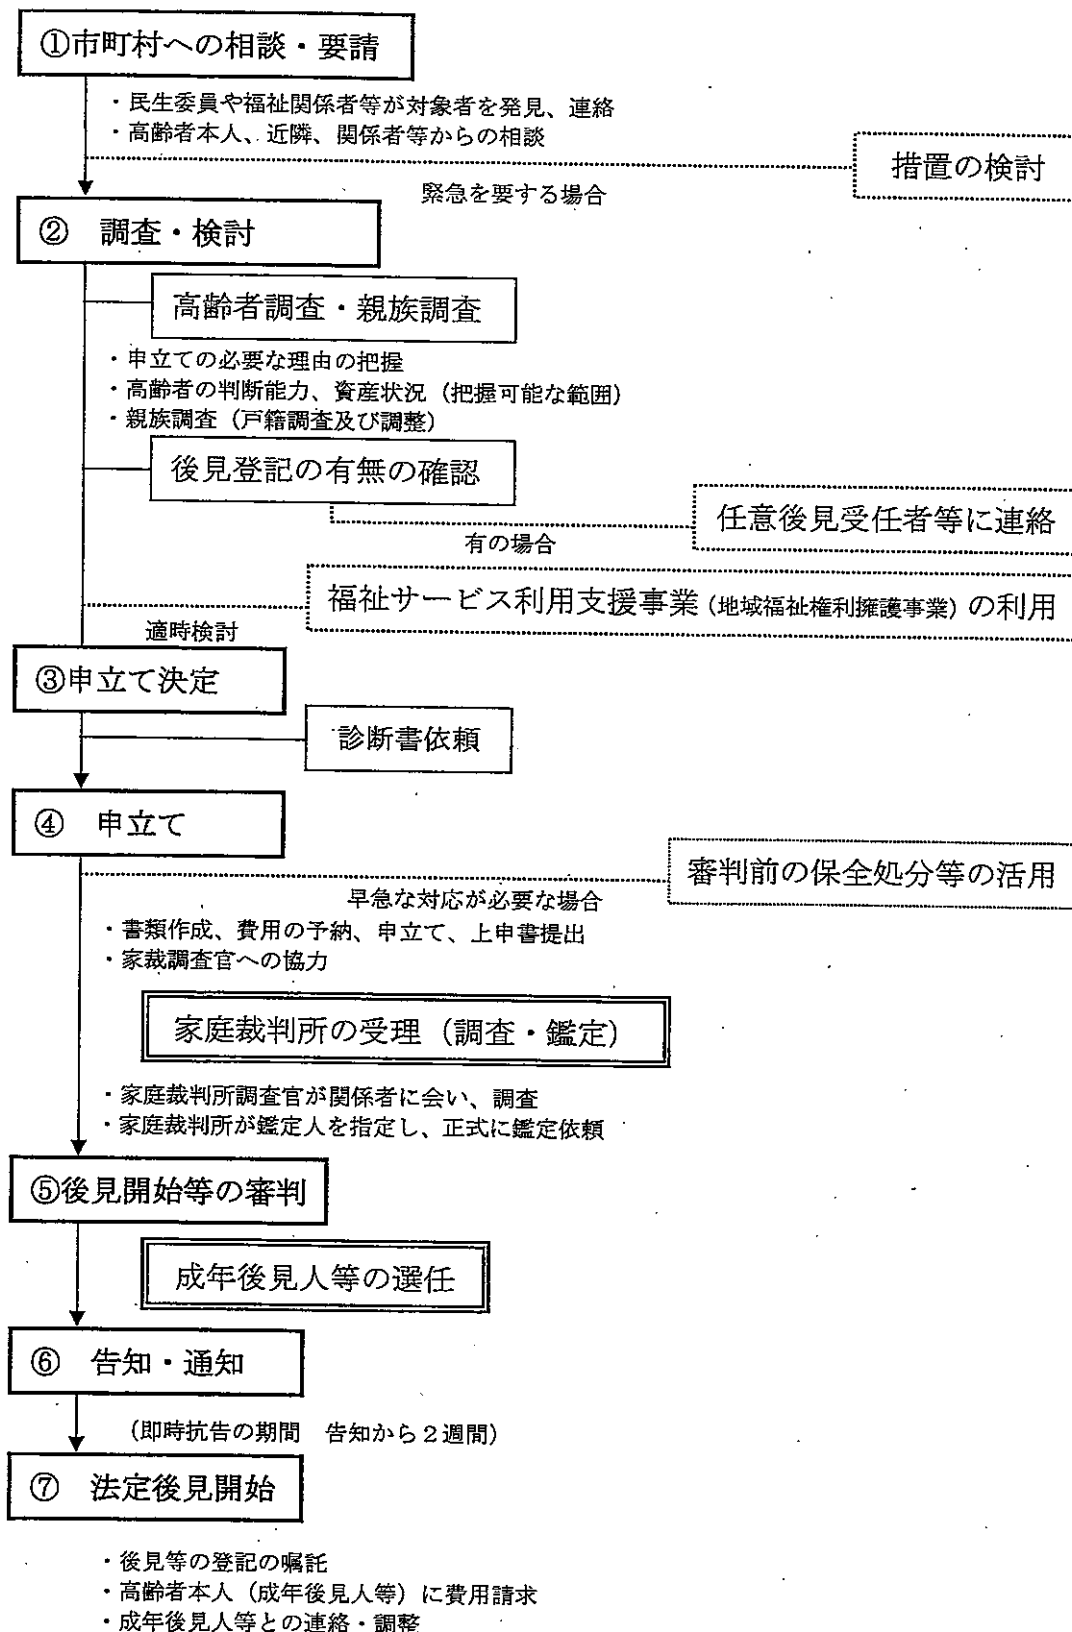 ①市町村への相談・要請
・民生委員や福祉関係者等が対象者を発見、連絡
・高齢者本人、近隣、関係者等からの相談
措置の検討
緊急を要する場合
② 調査・検討
高齢者調査・親族調査
・申立ての必要な理由の把握
・高齢者の判断能力、資産状況（把握可能な範囲）
・親族調査（戸籍調査及び調整）
後見登記の有無の確認
任意後見受任者等に連絡
有の場合
福祉サービス利用支援事業（地域福祉権利擁護事業）の利用
適時検討
③申立て決定
診断書依頼
④ 申立て
審判前の保全処分等の活用
早急な対応が必要な場合
・書類作成、費用の予納、申立て、上申書提出
・家裁調査官への協力
家庭裁判所の受理（調査・鑑定）
・家庭裁判所調査官が関係者に会い、調査
・家庭裁判所が鑑定人を指定し、正式に鑑定依頼
⑤後見開始等の審判
成年後見人等の選任
⑥ 告知・通知
（即時抗告の期間 告知から２週間）
⑦ 法定後見開始
・後見等の登記の嘱託
・高齢者本人（成年後見人等）に費用請求
・成年後見人等との連絡・調整